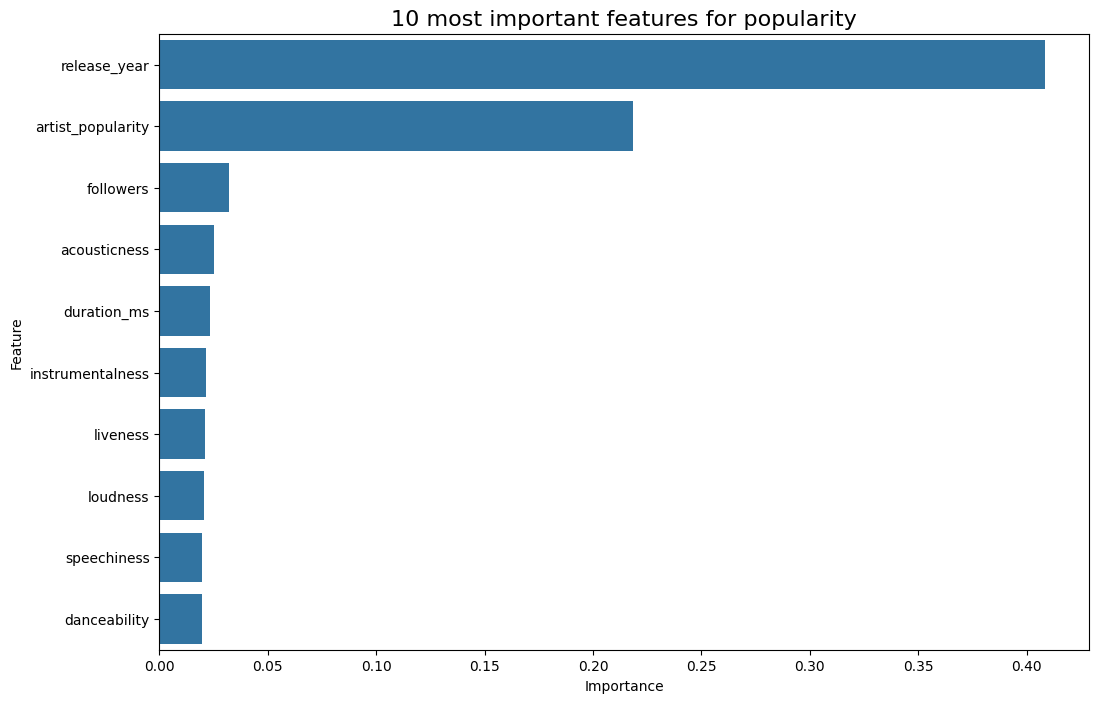 10 most important features for popularity
Feature
release_year
artist_popularity
followers
acousticness
duration_ms
instrumentalness
liveness
loudness
speechiness
danceability
0.00 0.05 0.10 0.15 0.20 0.25 0.30 0.35 0.40
Importance